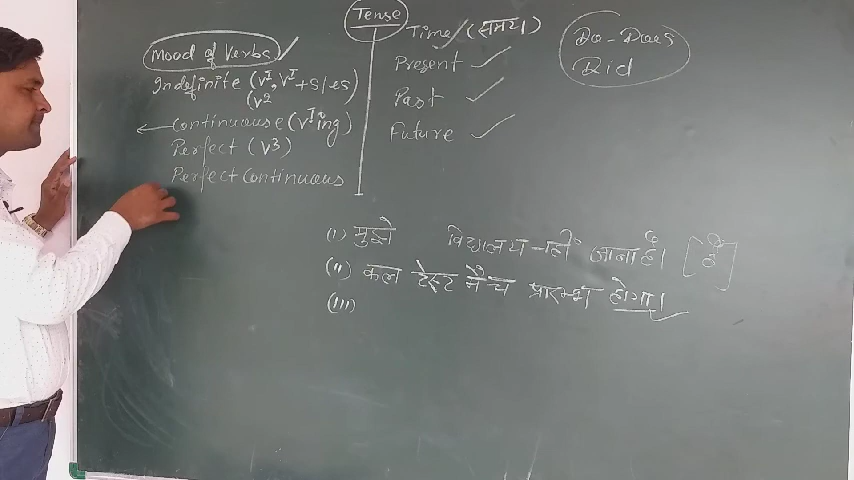 Tense
Mood of Verbs ✓
Indefinite (V¹, V¹+s/es)
(V²
Continuouse (V¹ing)
Perfect (V³)
Perfect Continuous
Time/(समय)
Present ✓
Past ✓
Future ✓
Do-Does
Did
(i) मुझे विद्यालय नहीं जाना है। [है]
(ii) कल टेस्ट मैच प्रारम्भ होगा।
(iii)